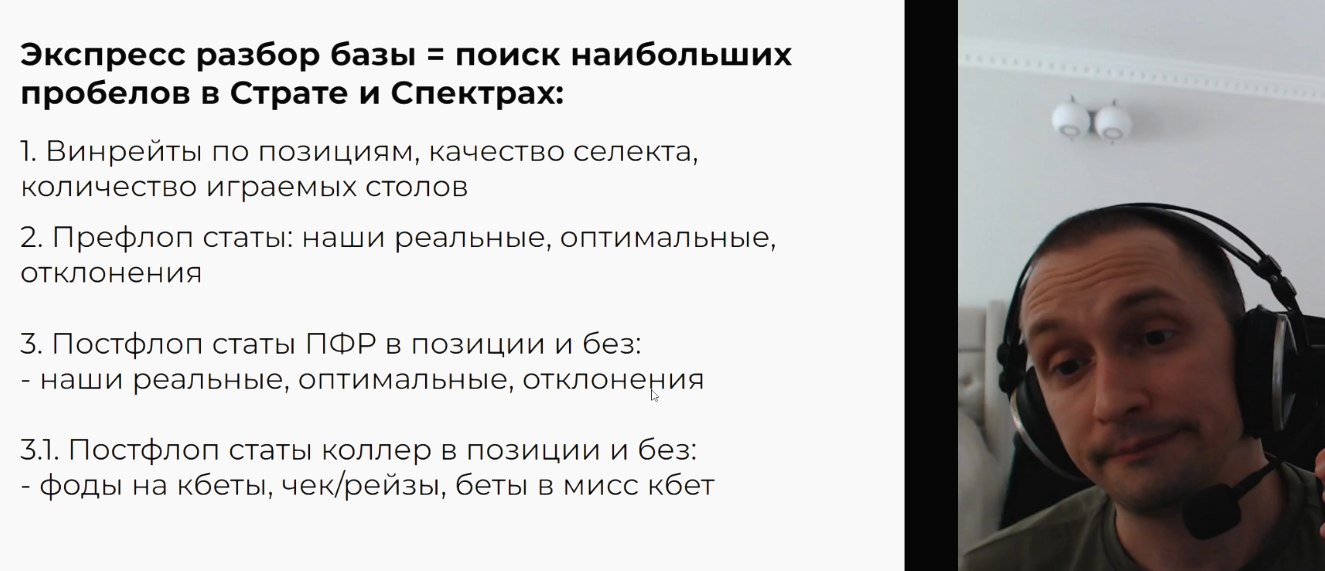 Экспресс разбор базы = поиск наибольших
пробелов в Страте и Спектрах:
1. Винрейты по позициям, качество селекта,
количество играемых столов
2. Префлоп статы: наши реальные, оптимальные,
отклонения
3. Постфлоп статы ПФР в позиции и без:
- наши реальные, оптимальные, отклонения
3.1. Постфлоп статы коллер в позиции и без:
- фоды на кбеты, чек/рейзы, беты в мисс кбет